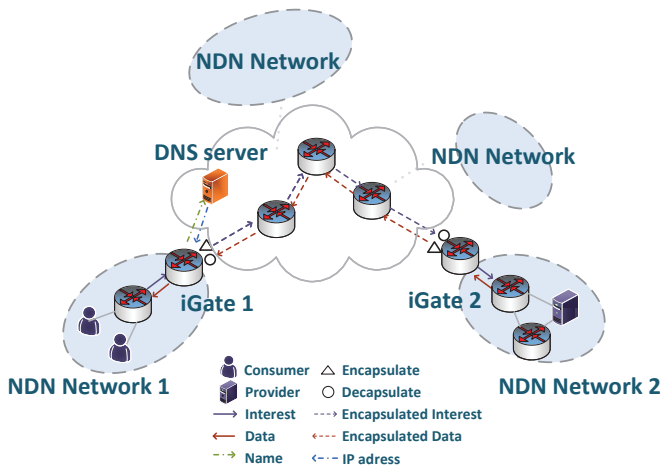 NDN Network
DNS server
NDN Network
iGate 1
iGate 2
NDN Network 1
NDN Network 2
Consumer
Encapsulate
Provider
Decapsulate
Interest
Encapsulated Interest
Data
Encapsulated Data
Name
IP adress